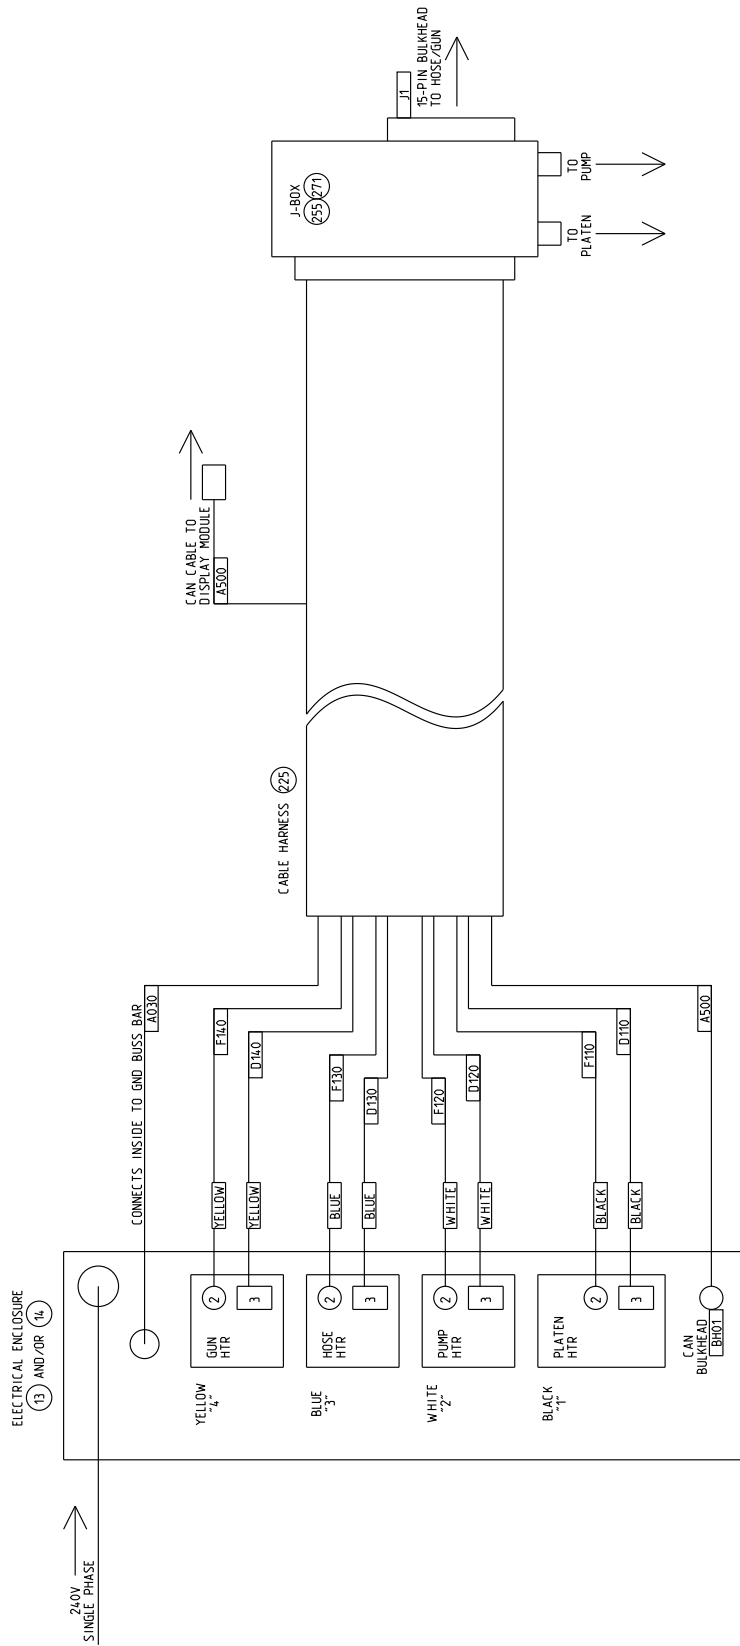 240V
SINGLE PHASE
ELECTRICAL ENCLOSURE
13 AND/OR 14
CONNECTS INSIDE TO GND BUSS BAR
A030
YELLOW
"4"
GUN
HTR
2
3
YELLOW
YELLOW
F140
D140
BLUE
"3"
HOSE
HTR
2
3
BLUE
BLUE
F130
D130
WHITE
"2"
PUMP
HTR
2
3
WHITE
WHITE
F120
D120
BLACK
"1"
PLATEN
HTR
2
3
BLACK
BLACK
F110
D110
CAN
BULKHEAD
BH01
A500
CABLE HARNESS 225
CAN CABLE TO
DISPLAY MODULE
A500
J-BOX
255 271
J1
15-PIN BULKHEAD
TO HOSE/GUN
TO
PLATEN
TO
PUMP